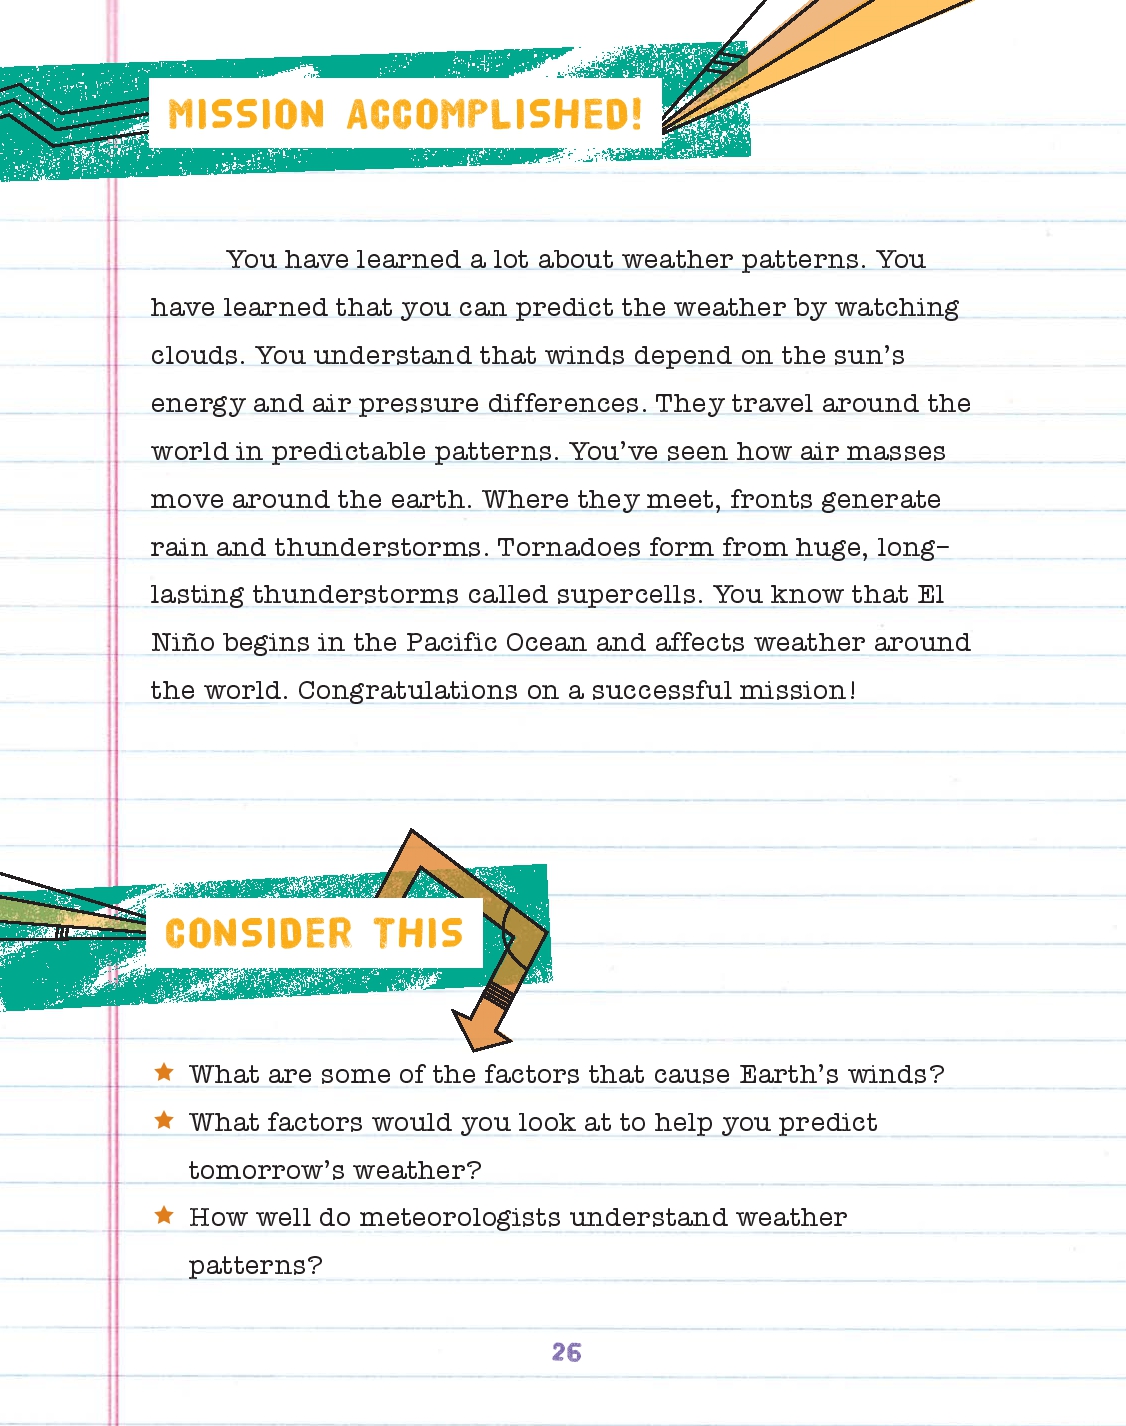 MISSION ACCOMPLISHED!
You have learned a lot about weather patterns. You
have learned that you can predict the weather by watching
clouds. You understand that winds depend on the sun's
energy and air pressure differences. They travel around the
world in predictable patterns. You've seen how air masses
move around the earth. Where they meet, fronts generate
rain and thunderstorms. Tornadoes form from huge, long-
lasting thunderstorms called supercells. You know that El
Niño begins in the Pacific Ocean and affects weather around
the world. Congratulations on a successful mission!
CONSIDER THIS
★ What are some of the factors that cause Earth's winds?
★ What factors would you look at to help you predict
tomorrow's weather?
★ How well do meteorologists understand weather
patterns?
26